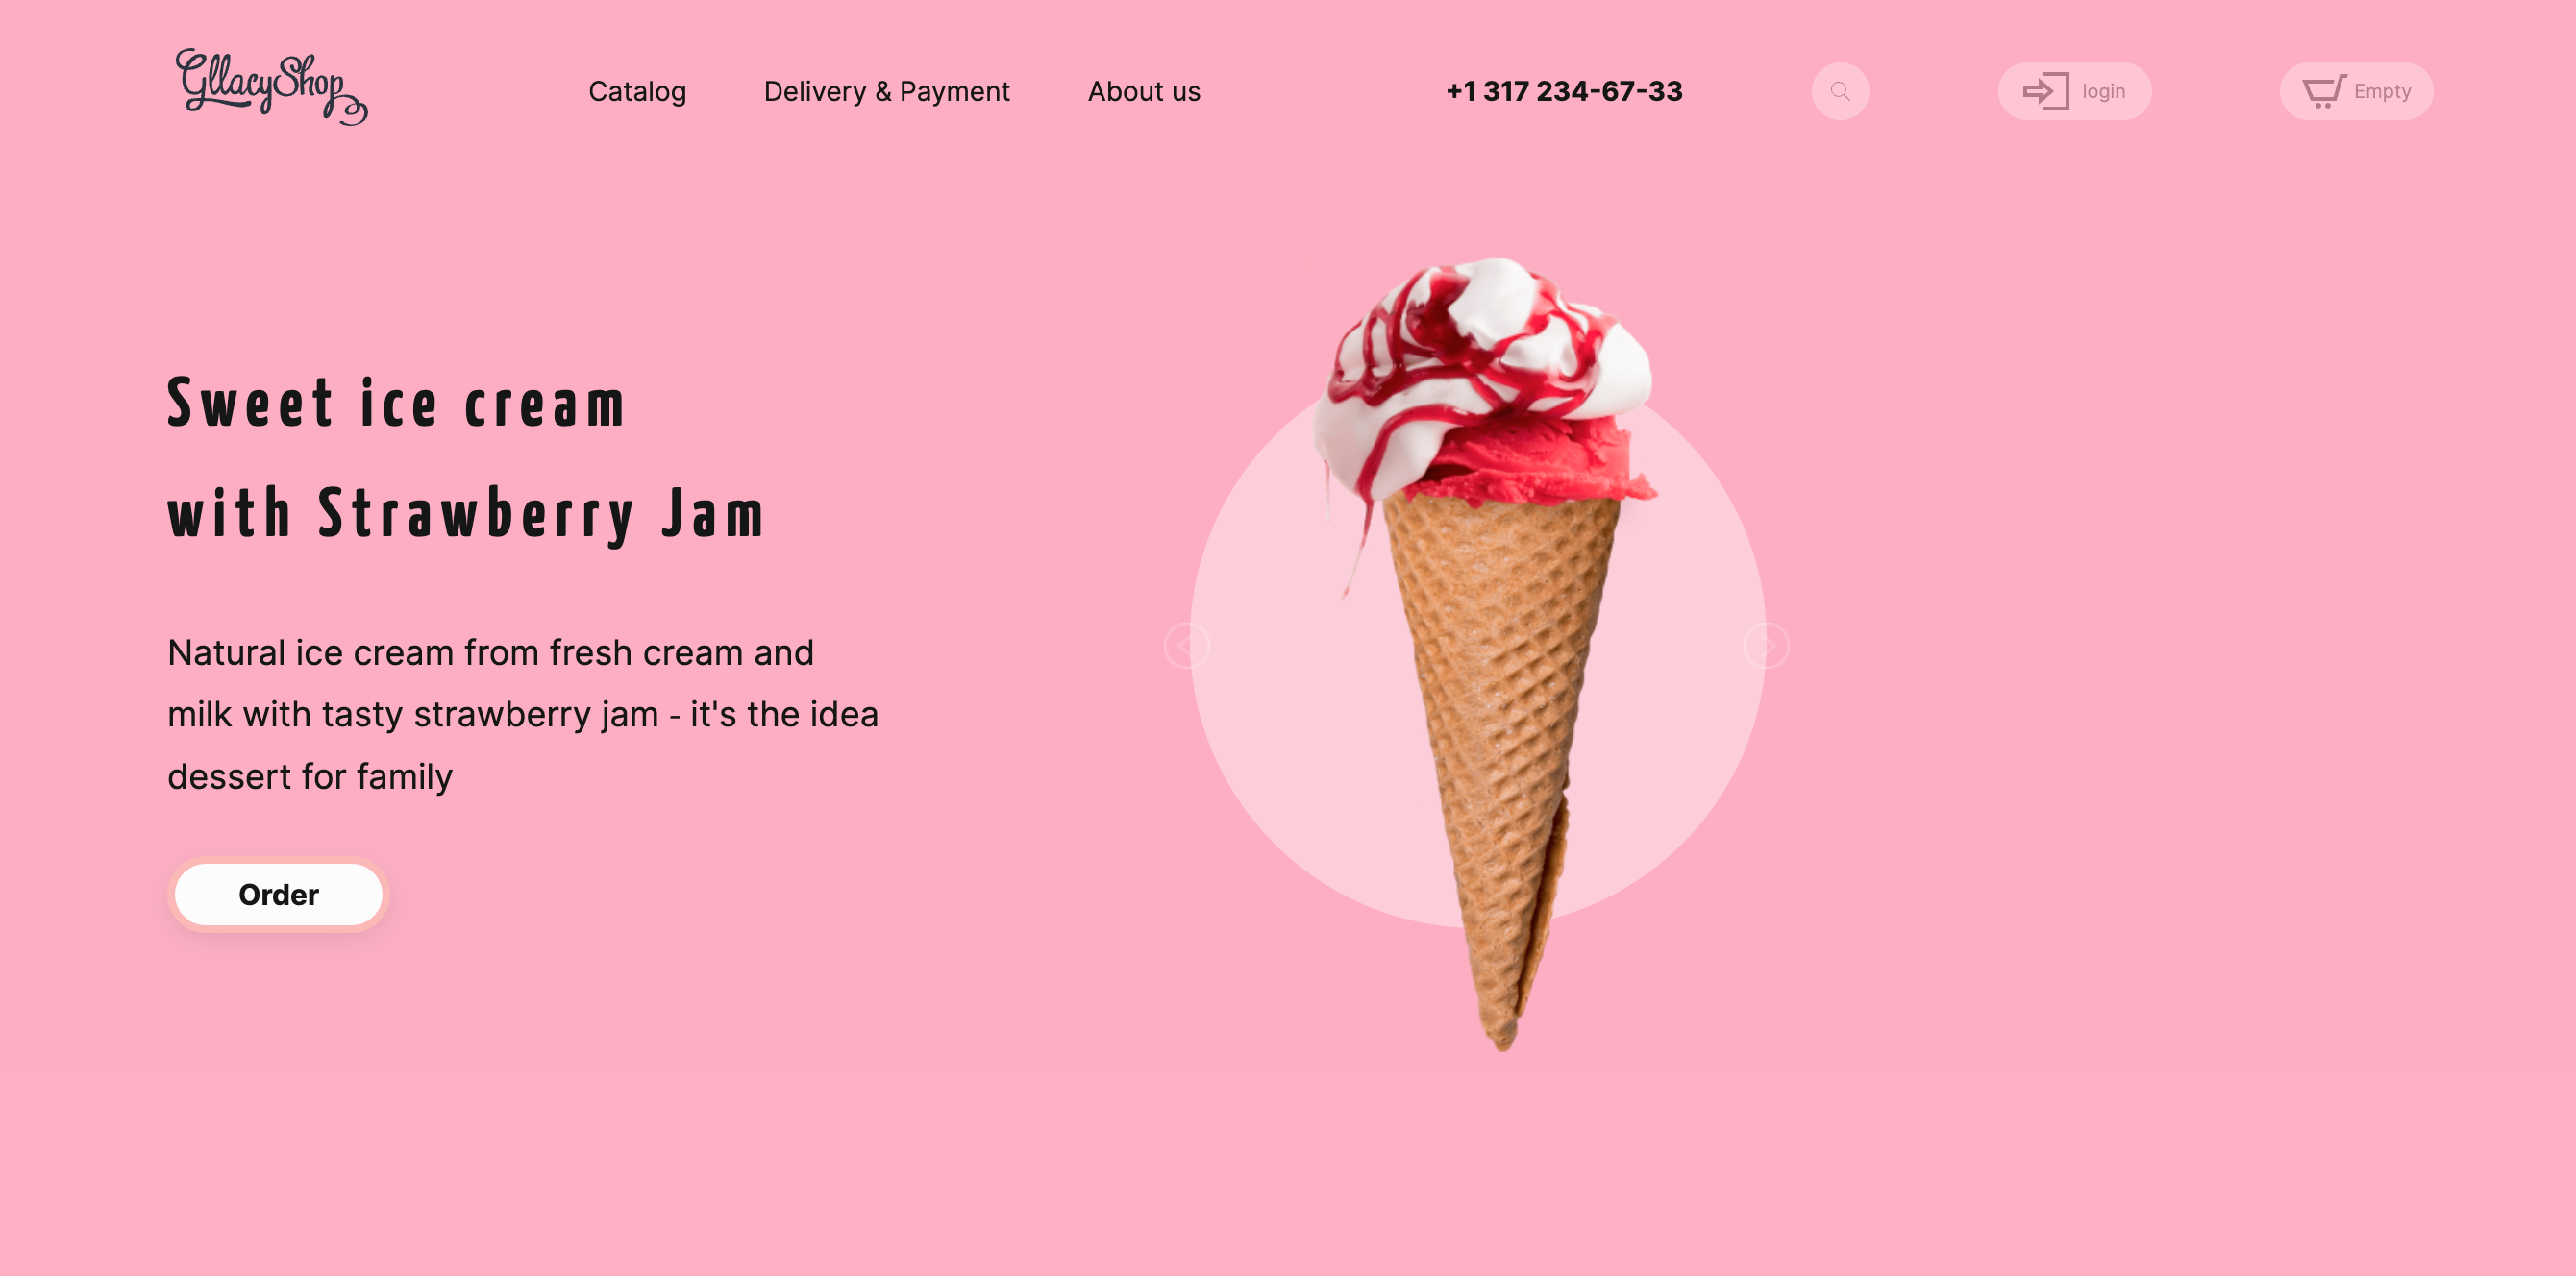 GllacyShop
Catalog Delivery & Payment About us +1 317 234-67-33 login Empty
Sweet ice cream
with Strawberry Jam
Natural ice cream from fresh cream and
milk with tasty strawberry jam - it's the idea
dessert for family
Order